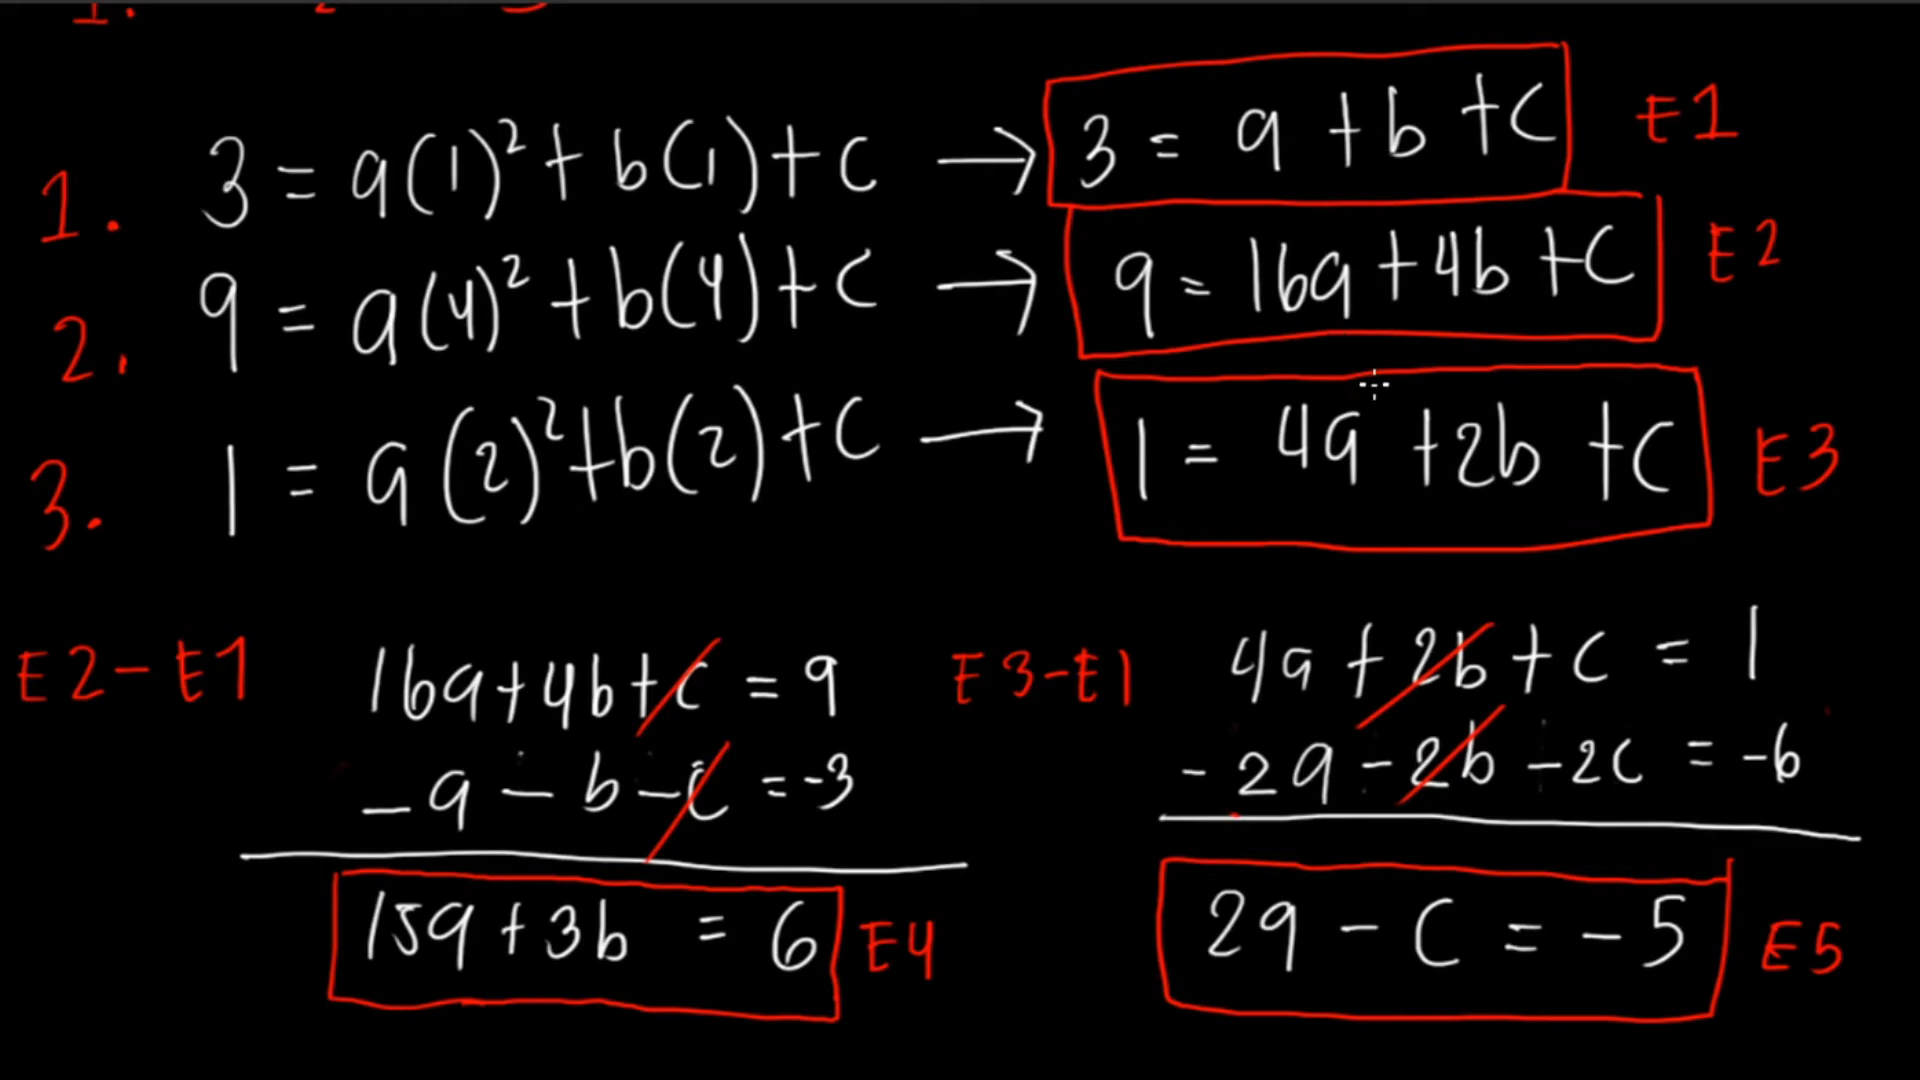 1. 3 = a(1)² + b(1) + c → 3 = a + b + c E1
2. 9 = a(4)² + b(4) + c → 9 = 16a + 4b + c E2
3. 1 = a(2)² + b(2) + c → 1 = 4a + 2b + c E3
E2 - E1 16a + 4b + c = 9
- a - b - c = -3
15a + 3b = 6 E4
E3 - E1 4a + 2b + c = 1
- 2a - 2b - 2c = -6
2a - c = -5 E5